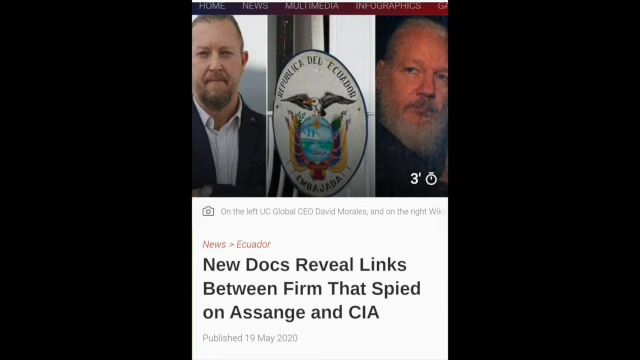 HOME NEWS MULTIMEDIA INFOGRAPHICS
REPUBLICA DEL ECUADOR
EMBAJADA
3'
On the left UC Global CEO David Morales, and on the right Wiki
News > Ecuador
New Docs Reveal Links
Between Firm That Spied
on Assange and CIA
Published 19 May 2020